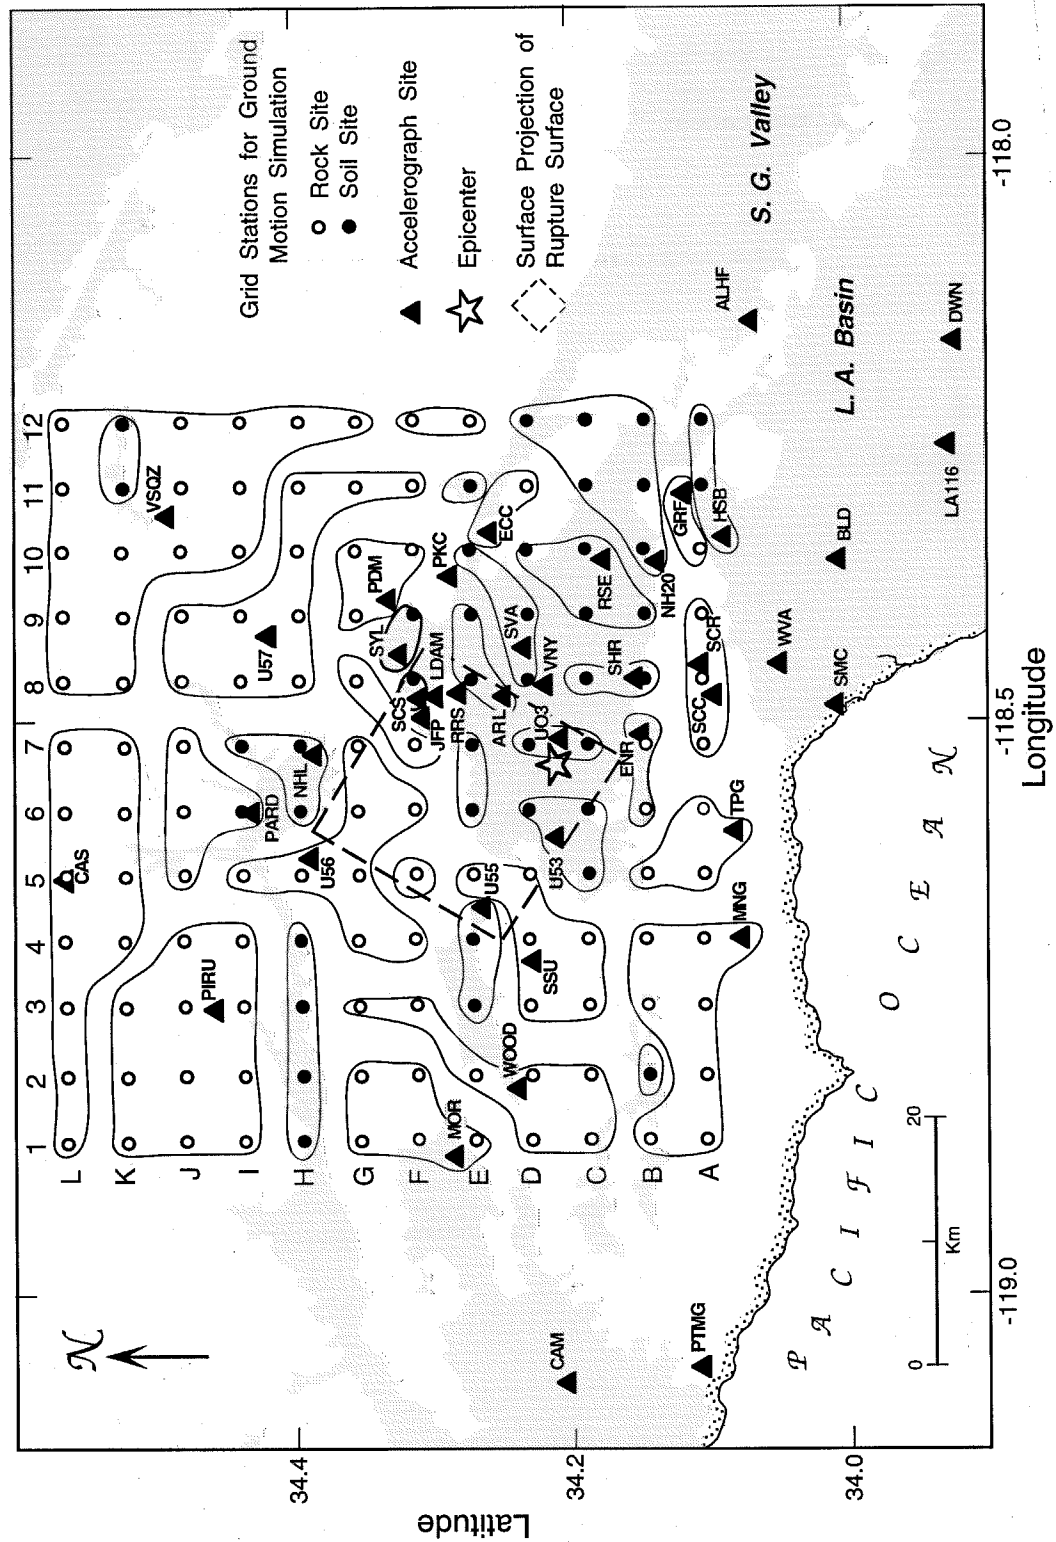 Grid Stations for Ground
Motion Simulation
Rock Site
Soil Site
Accelerograph Site
Epicenter
Surface Projection of
Rupture Surface
N
1 2 3 4 5 6 7 8 9 10 11 12
L
K
J
I
H
G
F
E
D
C
B
A
CAS
VSQZ
PIRU
PARD
U57
NHL
U56
PDM
SYL
SCS
LDAM
JFP
PKC
RRS
MOR
U55
ECC
ARL
SVA
WOOD
SSU
U53
UO3
VNY
RSE
CAM
SHR
ENR
NH20
GRF
PTMG
MNG
TPG
SCC
SCR
HSB
ALHF
WVA
SMC
BLD
LA116
DWN
S. G. Valley
L. A. Basin
PACIFIC OCEAN
0 20
Km
34.4
34.2
34.0
Latitude
-119.0
-118.5
-118.0
Longitude